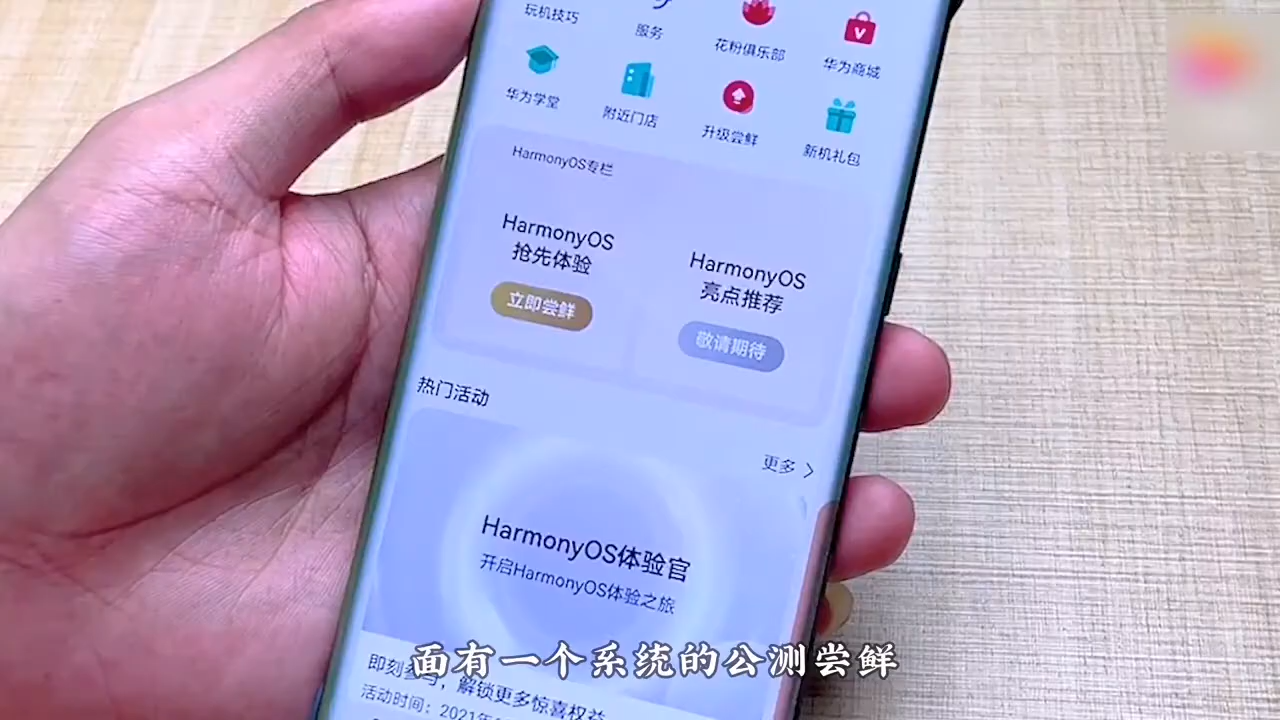 玩机技巧
服务
花粉俱乐部
华为商城
华为学堂
附近门店
升级尝鲜
新机礼包
HarmonyOS专栏
HarmonyOS
抢先体验
立即尝鲜
HarmonyOS
亮点推荐
敬请期待
热门活动
更多
HarmonyOS体验官
开启HarmonyOS体验之旅
即刻参与，解锁更多惊喜权益
活动时间：2021年
面有一个系统的公测尝鲜